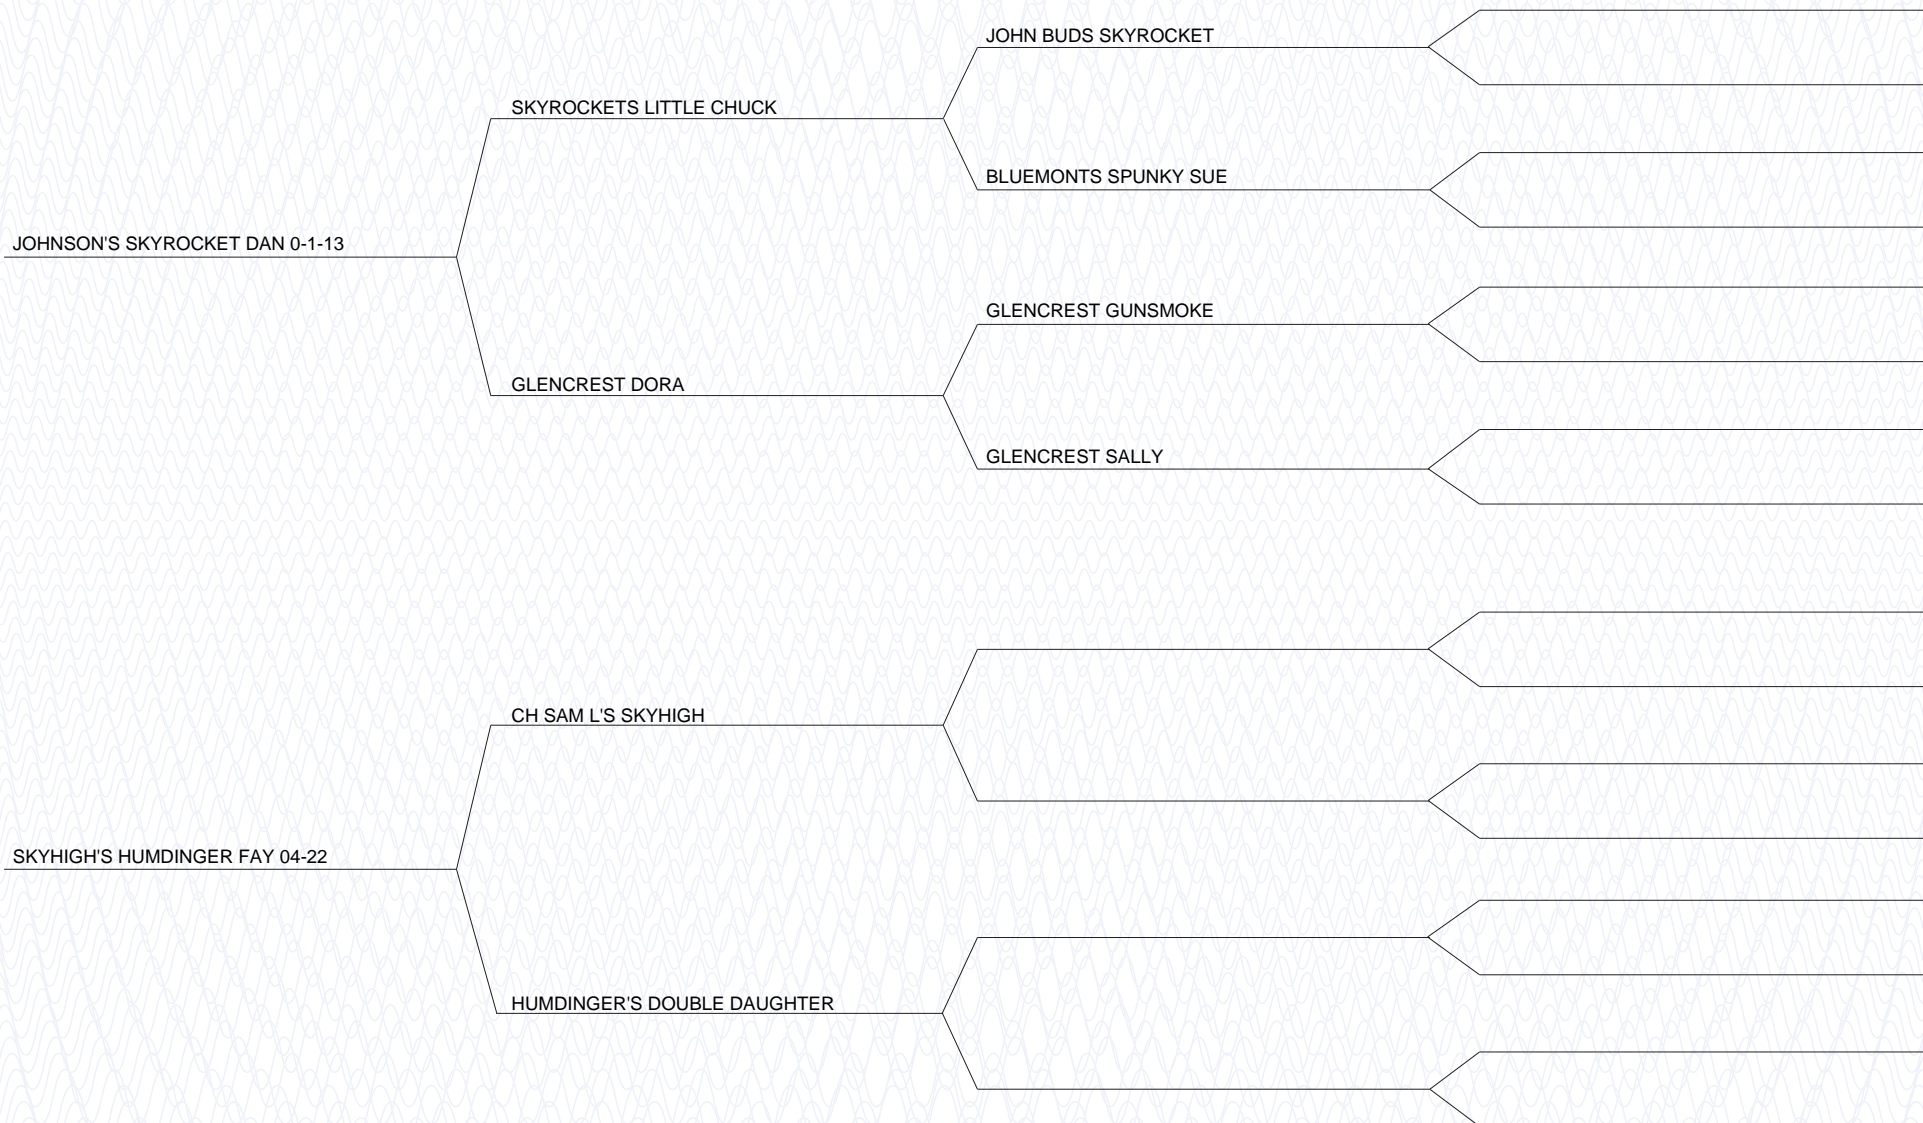 JOHN BUDS SKYROCKET
SKYROCKETS LITTLE CHUCK
BLUEMONTS SPUNKY SUE
JOHNSON'S SKYROCKET DAN 0-1-13
GLENCREST GUNSMOKE
GLENCREST DORA
GLENCREST SALLY
CH SAM L'S SKYHIGH
SKYHIGH'S HUMDINGER FAY 04-22
HUMDINGER'S DOUBLE DAUGHTER